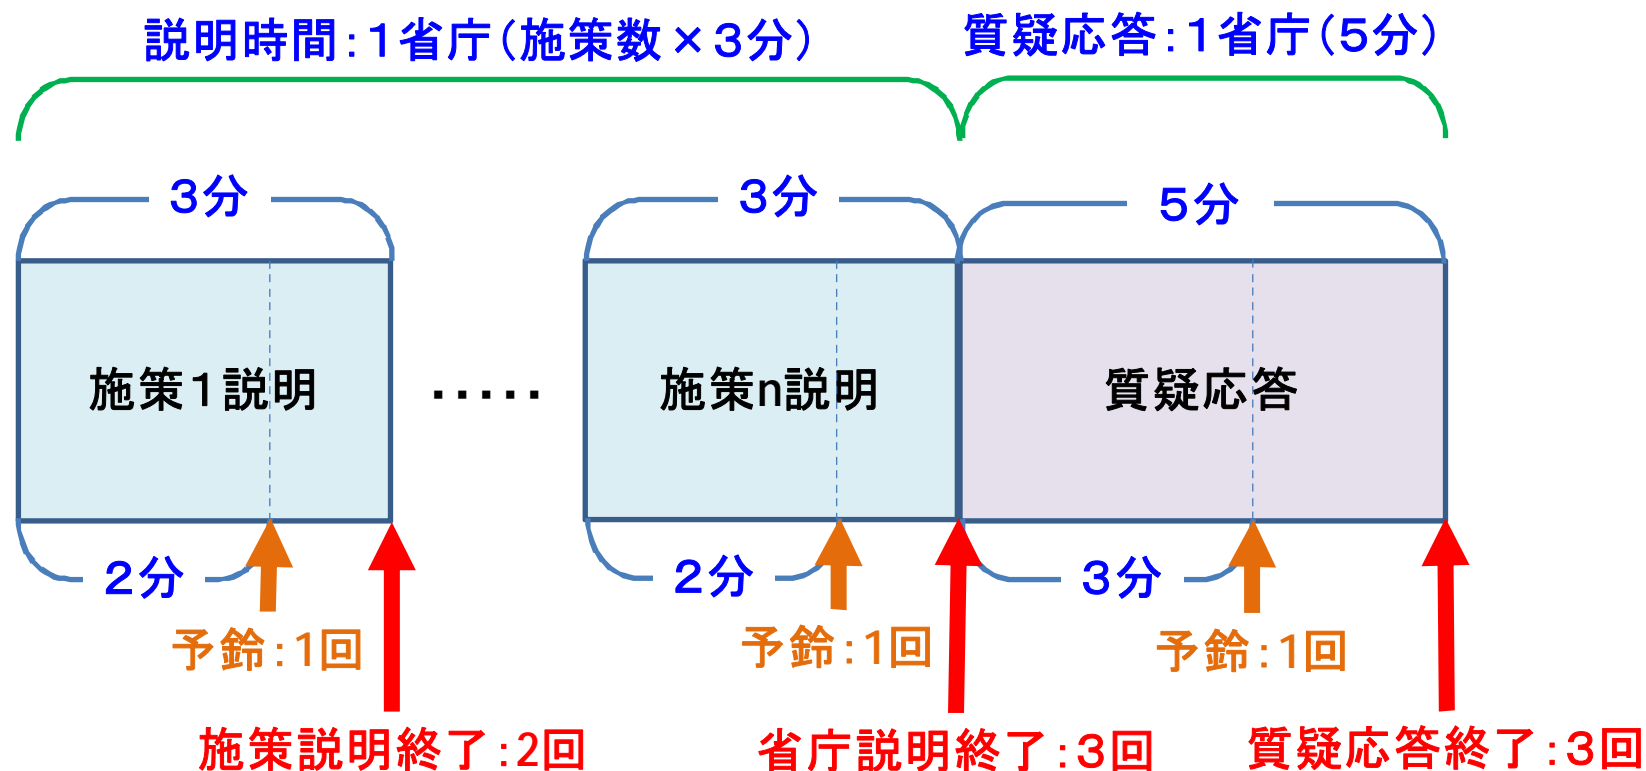 説明時間：１省庁（施策数×３分）
質疑応答：１省庁（５分）
３分
３分
５分
施策１説明
・・・・・
施策n説明
質疑応答
２分
２分
３分
予鈴：1回
予鈴：1回
予鈴：1回
施策説明終了：2回
省庁説明終了：3回
質疑応答終了：3回